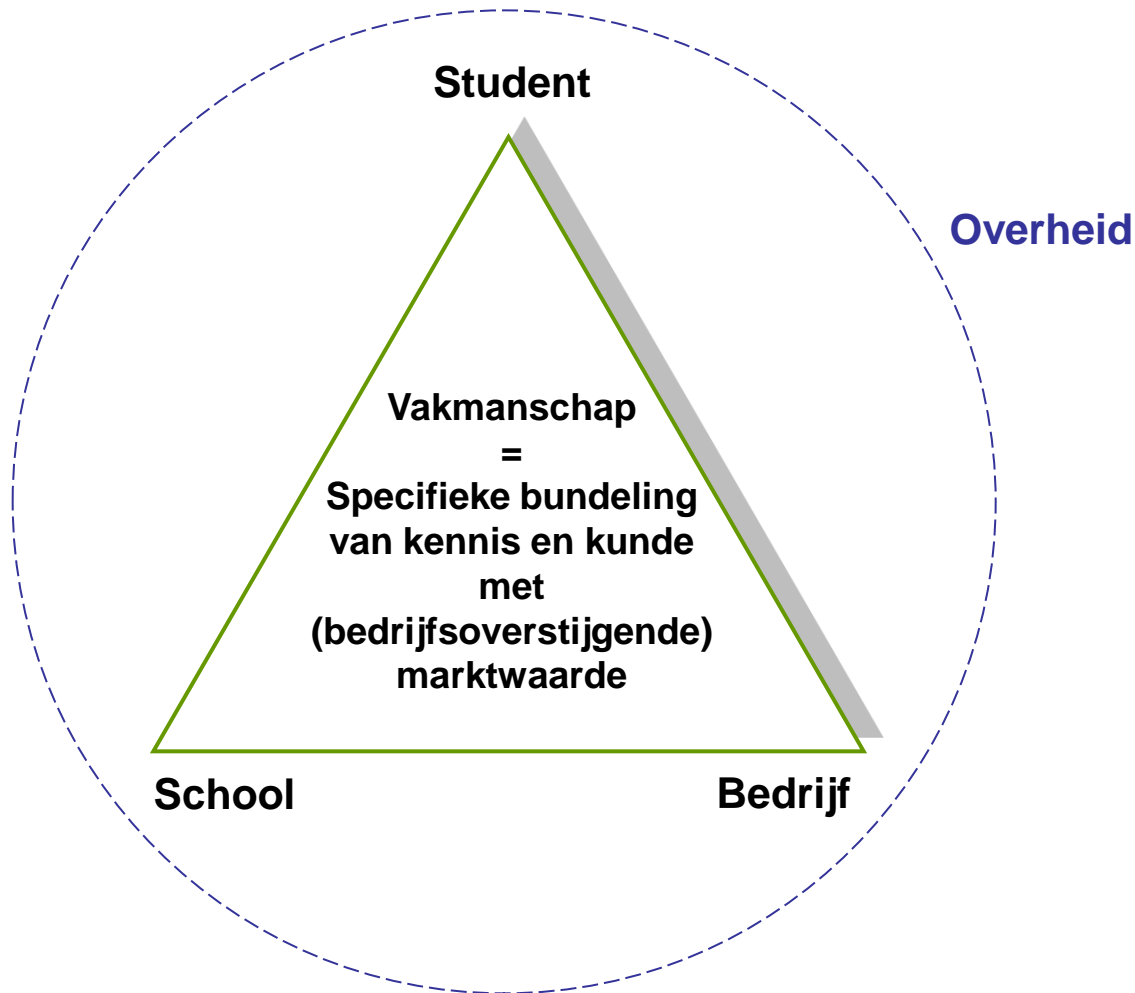 Student
Overheid
Vakmanschap
=
Specifieke bundeling
van kennis en kunde
met
(bedrijfsoverstijgende)
marktwaarde
School
Bedrijf